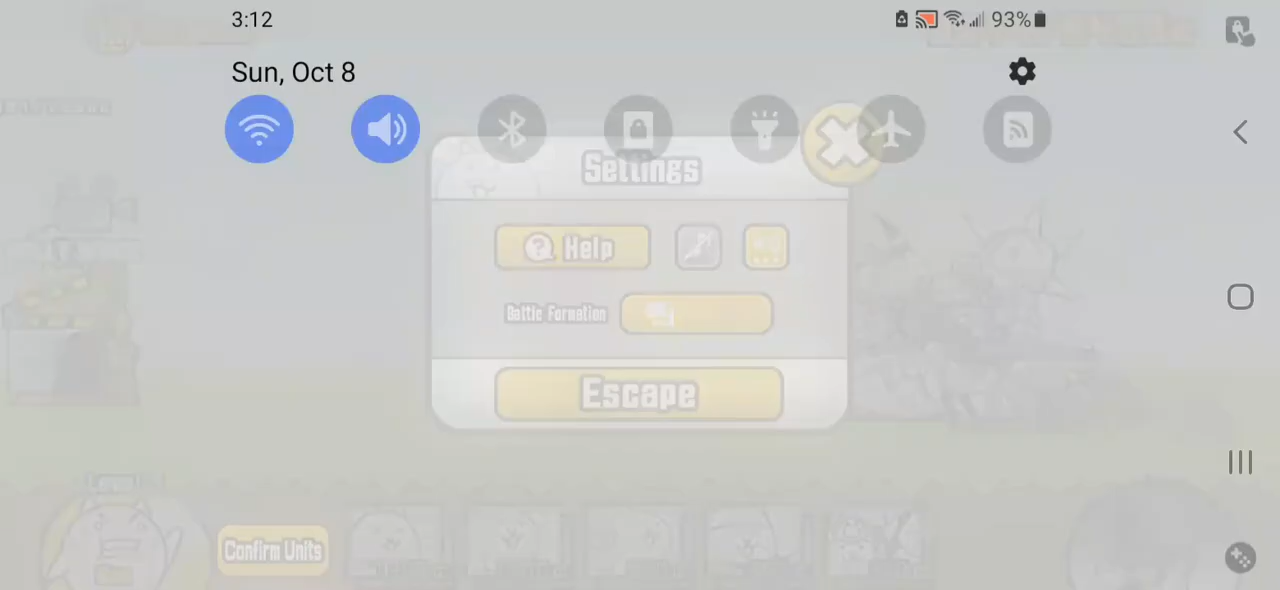 3:12
93%
Sun, Oct 8
Settings
Help
Battle Formation
Escape
Confirm Units